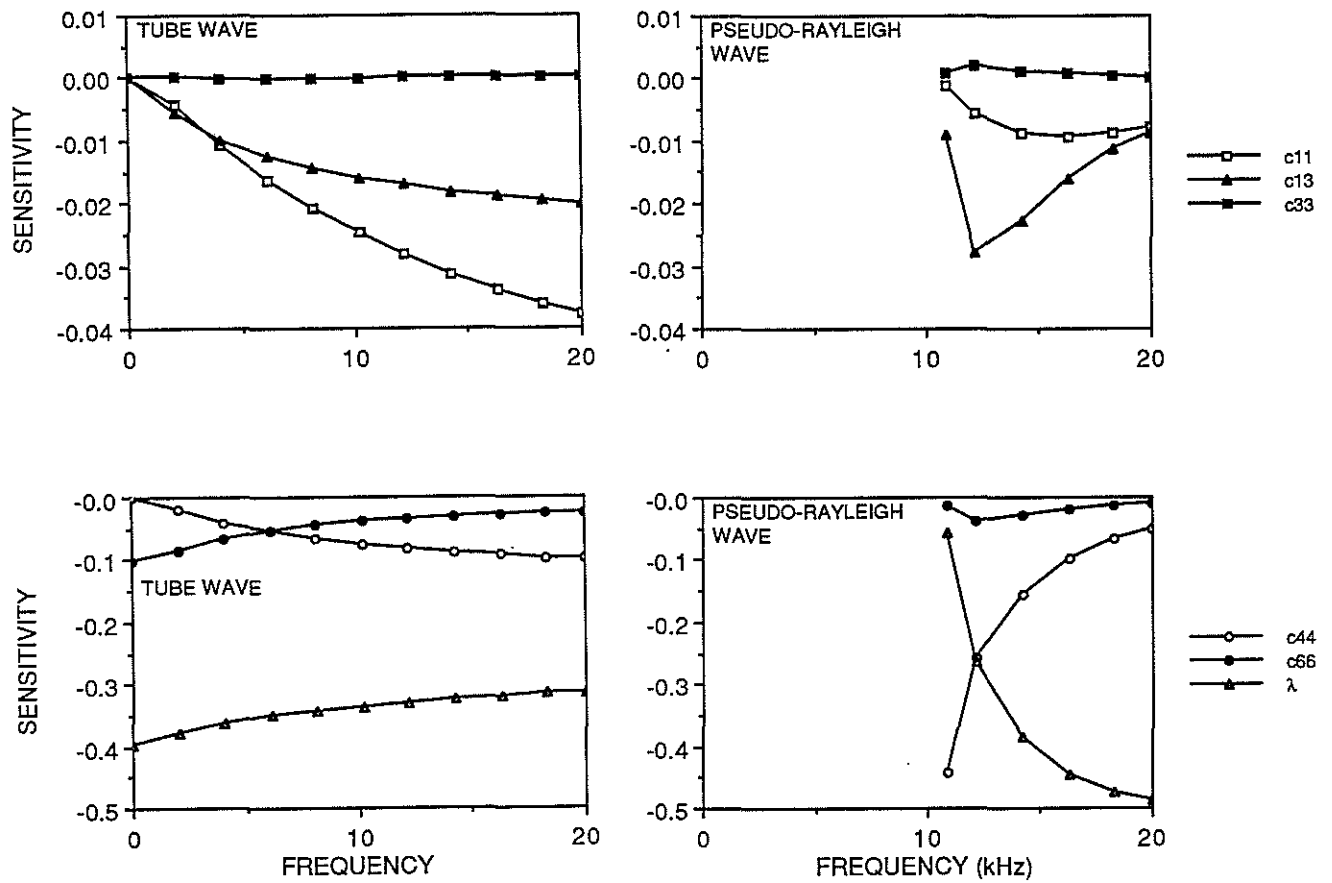 0.01
0.00
-0.01
-0.02
-0.03
-0.04
SENSITIVITY
TUBE WAVE
0
10
20
0.01
0.00
-0.01
-0.02
-0.03
-0.04
PSEUDO-RAYLEIGH
WAVE
0
10
20
c11
c13
c33
-0.0
-0.1
-0.2
-0.3
-0.4
-0.5
SENSITIVITY
TUBE WAVE
0
10
20
FREQUENCY
-0.0
-0.1
-0.2
-0.3
-0.4
-0.5
PSEUDO-RAYLEIGH
WAVE
0
10
20
FREQUENCY (kHz)
c44
c66
λ